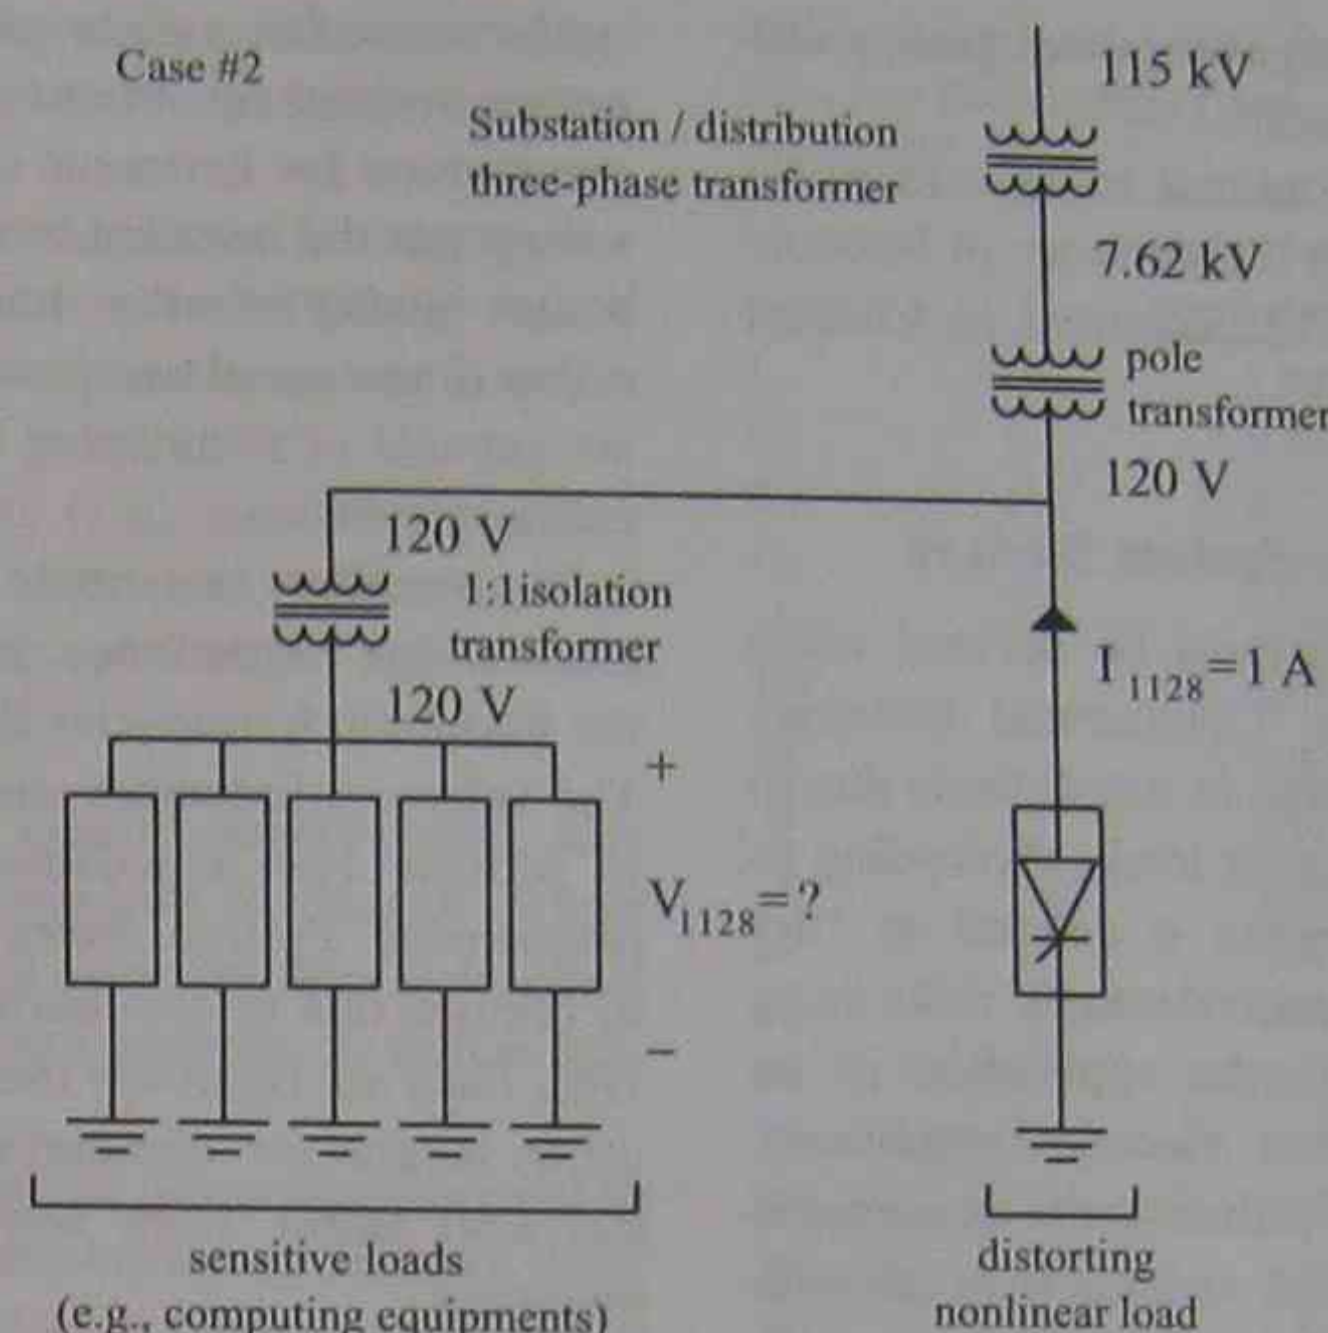 Case #2
115 kV
Substation / distribution
three-phase transformer
7.62 kV
pole
transformer
120 V
120 V
1:1isolation
transformer
120 V
I 1128=1 A
+
V1128=?
−
sensitive loads
(e.g., computing equipments)
distorting
nonlinear load